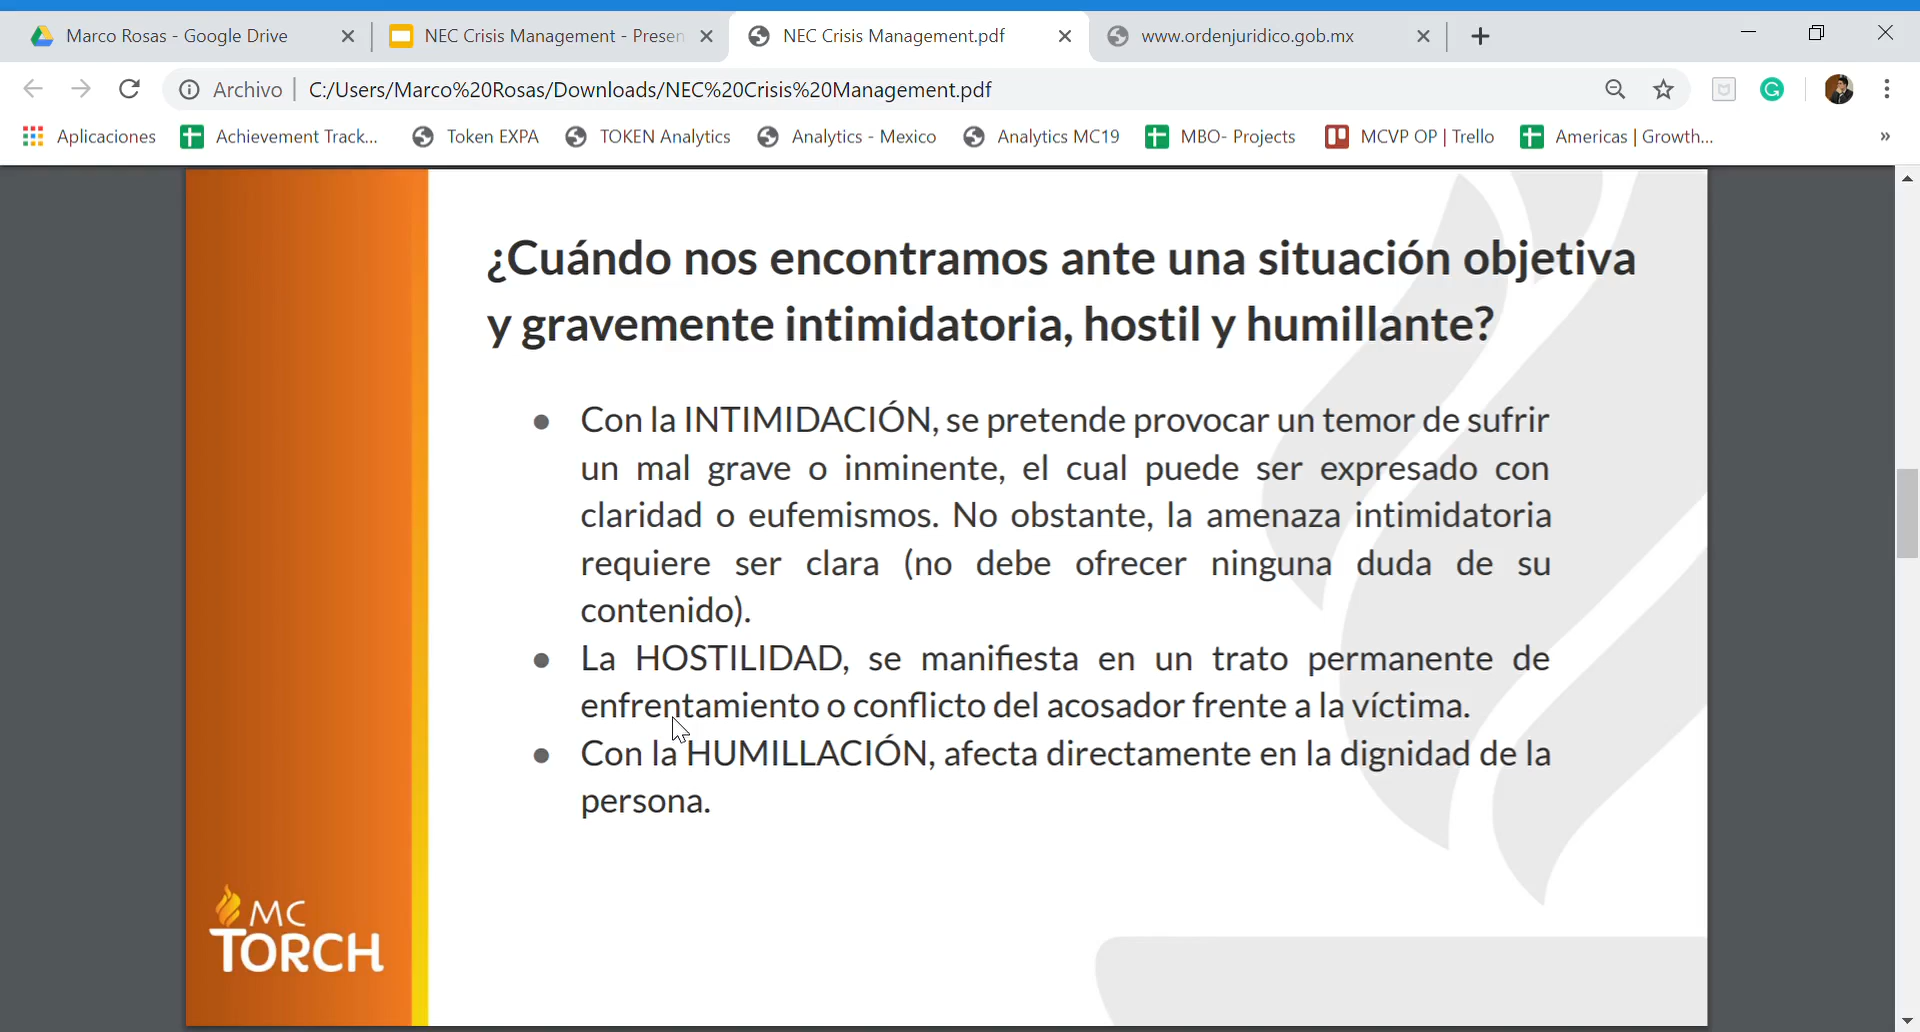 Marco Rosas - Google Drive
NEC Crisis Management - Presen
NEC Crisis Management.pdf
www.ordenjuridico.gob.mx
Archivo
C:/Users/Marco%20Rosas/Downloads/NEC%20Crisis%20Management.pdf
Aplicaciones
Achievement Track...
Token EXPA
TOKEN Analytics
Analytics - Mexico
Analytics MC19
MBO- Projects
MCVP OP | Trello
Americas | Growth...
»
¿Cuándo nos encontramos ante una situación objetiva
y gravemente intimidatoria, hostil y humillante?
● Con la INTIMIDACIÓN, se pretende provocar un temor de sufrir
un mal grave o inminente, el cual puede ser expresado con
claridad o eufemismos. No obstante, la amenaza intimidatoria
requiere ser clara (no debe ofrecer ninguna duda de su
contenido).
● La HOSTILIDAD, se manifiesta en un trato permanente de
enfrentamiento o conflicto del acosador frente a la víctima.
● Con la HUMILLACIÓN, afecta directamente en la dignidad de la
persona.
MC
TORCH